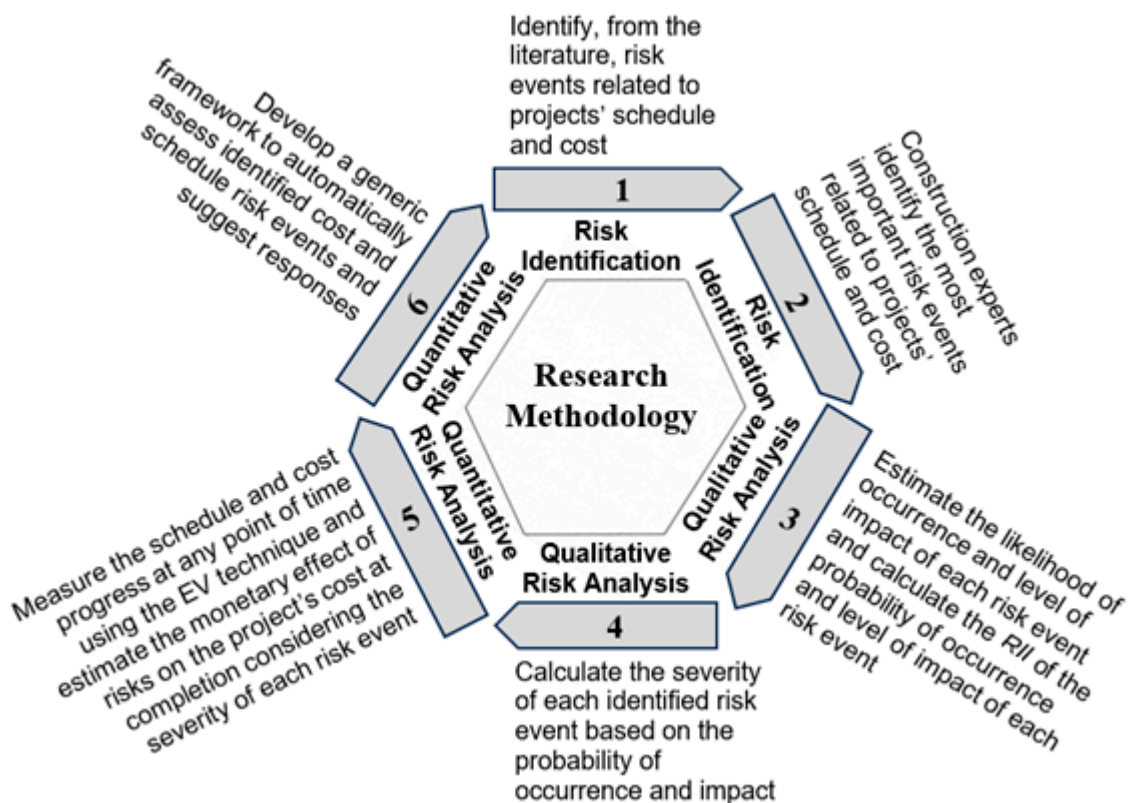 Identify, from the
literature, risk
events related to
projects' schedule
and cost
1
Risk
Identification
Construction experts
identify the most
important risk events
related to projects'
schedule and cost
2
Risk
Identification
Estimate the likelihood of
occurrence and level of
impact of each risk event
and calculate the RII of the
probability of occurrence
and level of impact of each
risk event
3
Qualitative
Risk Analysis
Qualitative
Risk Analysis
4
Calculate the severity
of each identified risk
event based on the
probability of
occurrence and impact
Measure the schedule and cost
progress at any point of time
using the EV technique and
estimate the monetary effect of
risks on the project's cost at
completion considering the
severity of each risk event
5
Quantitative
Risk Analysis
Develop a generic
framework to automatically
assess identified cost and
schedule risk events and
suggest responses
6
Quantitative
Risk Analysis
Research
Methodology